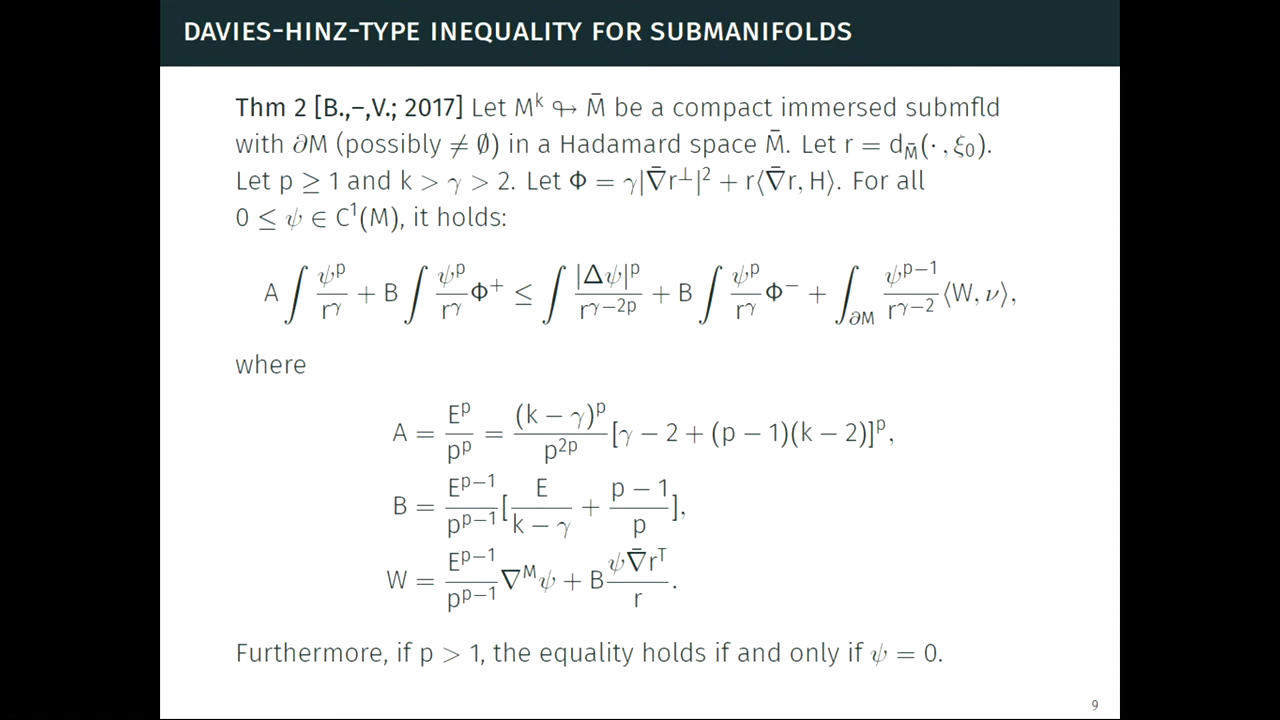 DAVIES-HINZ-TYPE INEQUALITY FOR SUBMANIFOLDS
Thm 2 [B.,–,V.; 2017] Let Mᵏ ↬ M̄ be a compact immersed submfld
with ∂M (possibly ≠ ∅) in a Hadamard space M̄. Let r = d_M̄(· , ξ₀).
Let p ≥ 1 and k > γ > 2. Let Φ = γ|∇̄r^⊥|² + r⟨∇̄r, H⟩. For all
0 ≤ ψ ∈ C¹(M), it holds:
A ∫ ψ^p/r^γ + B ∫ ψ^p/r^γ Φ⁺ ≤ ∫ |Δψ|^p/r^{γ−2p} + B ∫ ψ^p/r^γ Φ⁻ + ∫_{∂M} ψ^{p−1}/r^{γ−2} ⟨W, ν⟩,
where
A = E^p/p^p = (k − γ)^p/p^{2p} [γ − 2 + (p − 1)(k − 2)]^p,
B = E^{p−1}/p^{p−1} [E/(k − γ) + (p − 1)/p],
W = E^{p−1}/p^{p−1} ∇^M ψ + B ψ∇̄r^T/r.
Furthermore, if p > 1, the equality holds if and only if ψ = 0.
9